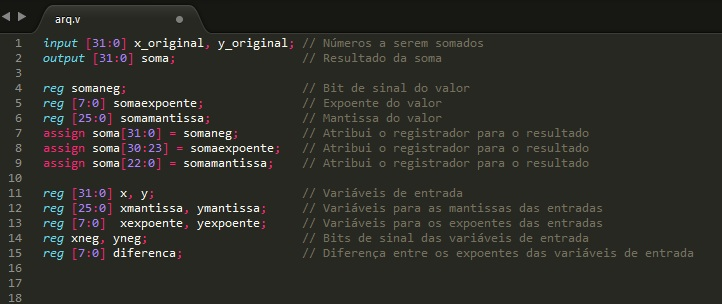 arq.v
1 input [31:0] x_original, y_original; // Números a serem somados
2 output [31:0] soma; // Resultado da soma
3
4 reg somaneg; // Bit de sinal do valor
5 reg [7:0] somaexpoente; // Expoente do valor
6 reg [25:0] somamantissa; // Mantissa do valor
7 assign soma[31:0] = somaneg; // Atribui o registrador para o resultado
8 assign soma[30:23] = somaexpoente; // Atribui o registrador para o resultado
9 assign soma[22:0] = somamantissa; // Atribui o registrador para o resultado
10
11 reg [31:0] x, y; // Variáveis de entrada
12 reg [25:0] xmantissa, ymantissa; // Variáveis para as mantissas das entradas
13 reg [7:0] xexpoente, yexpoente; // Variáveis para os expoentes das entradas
14 reg xneg, yneg; // Bits de sinal das variáveis de entrada
15 reg [7:0] diferenca; // Diferença entre os expoentes das variáveis de entrada
16
17
18